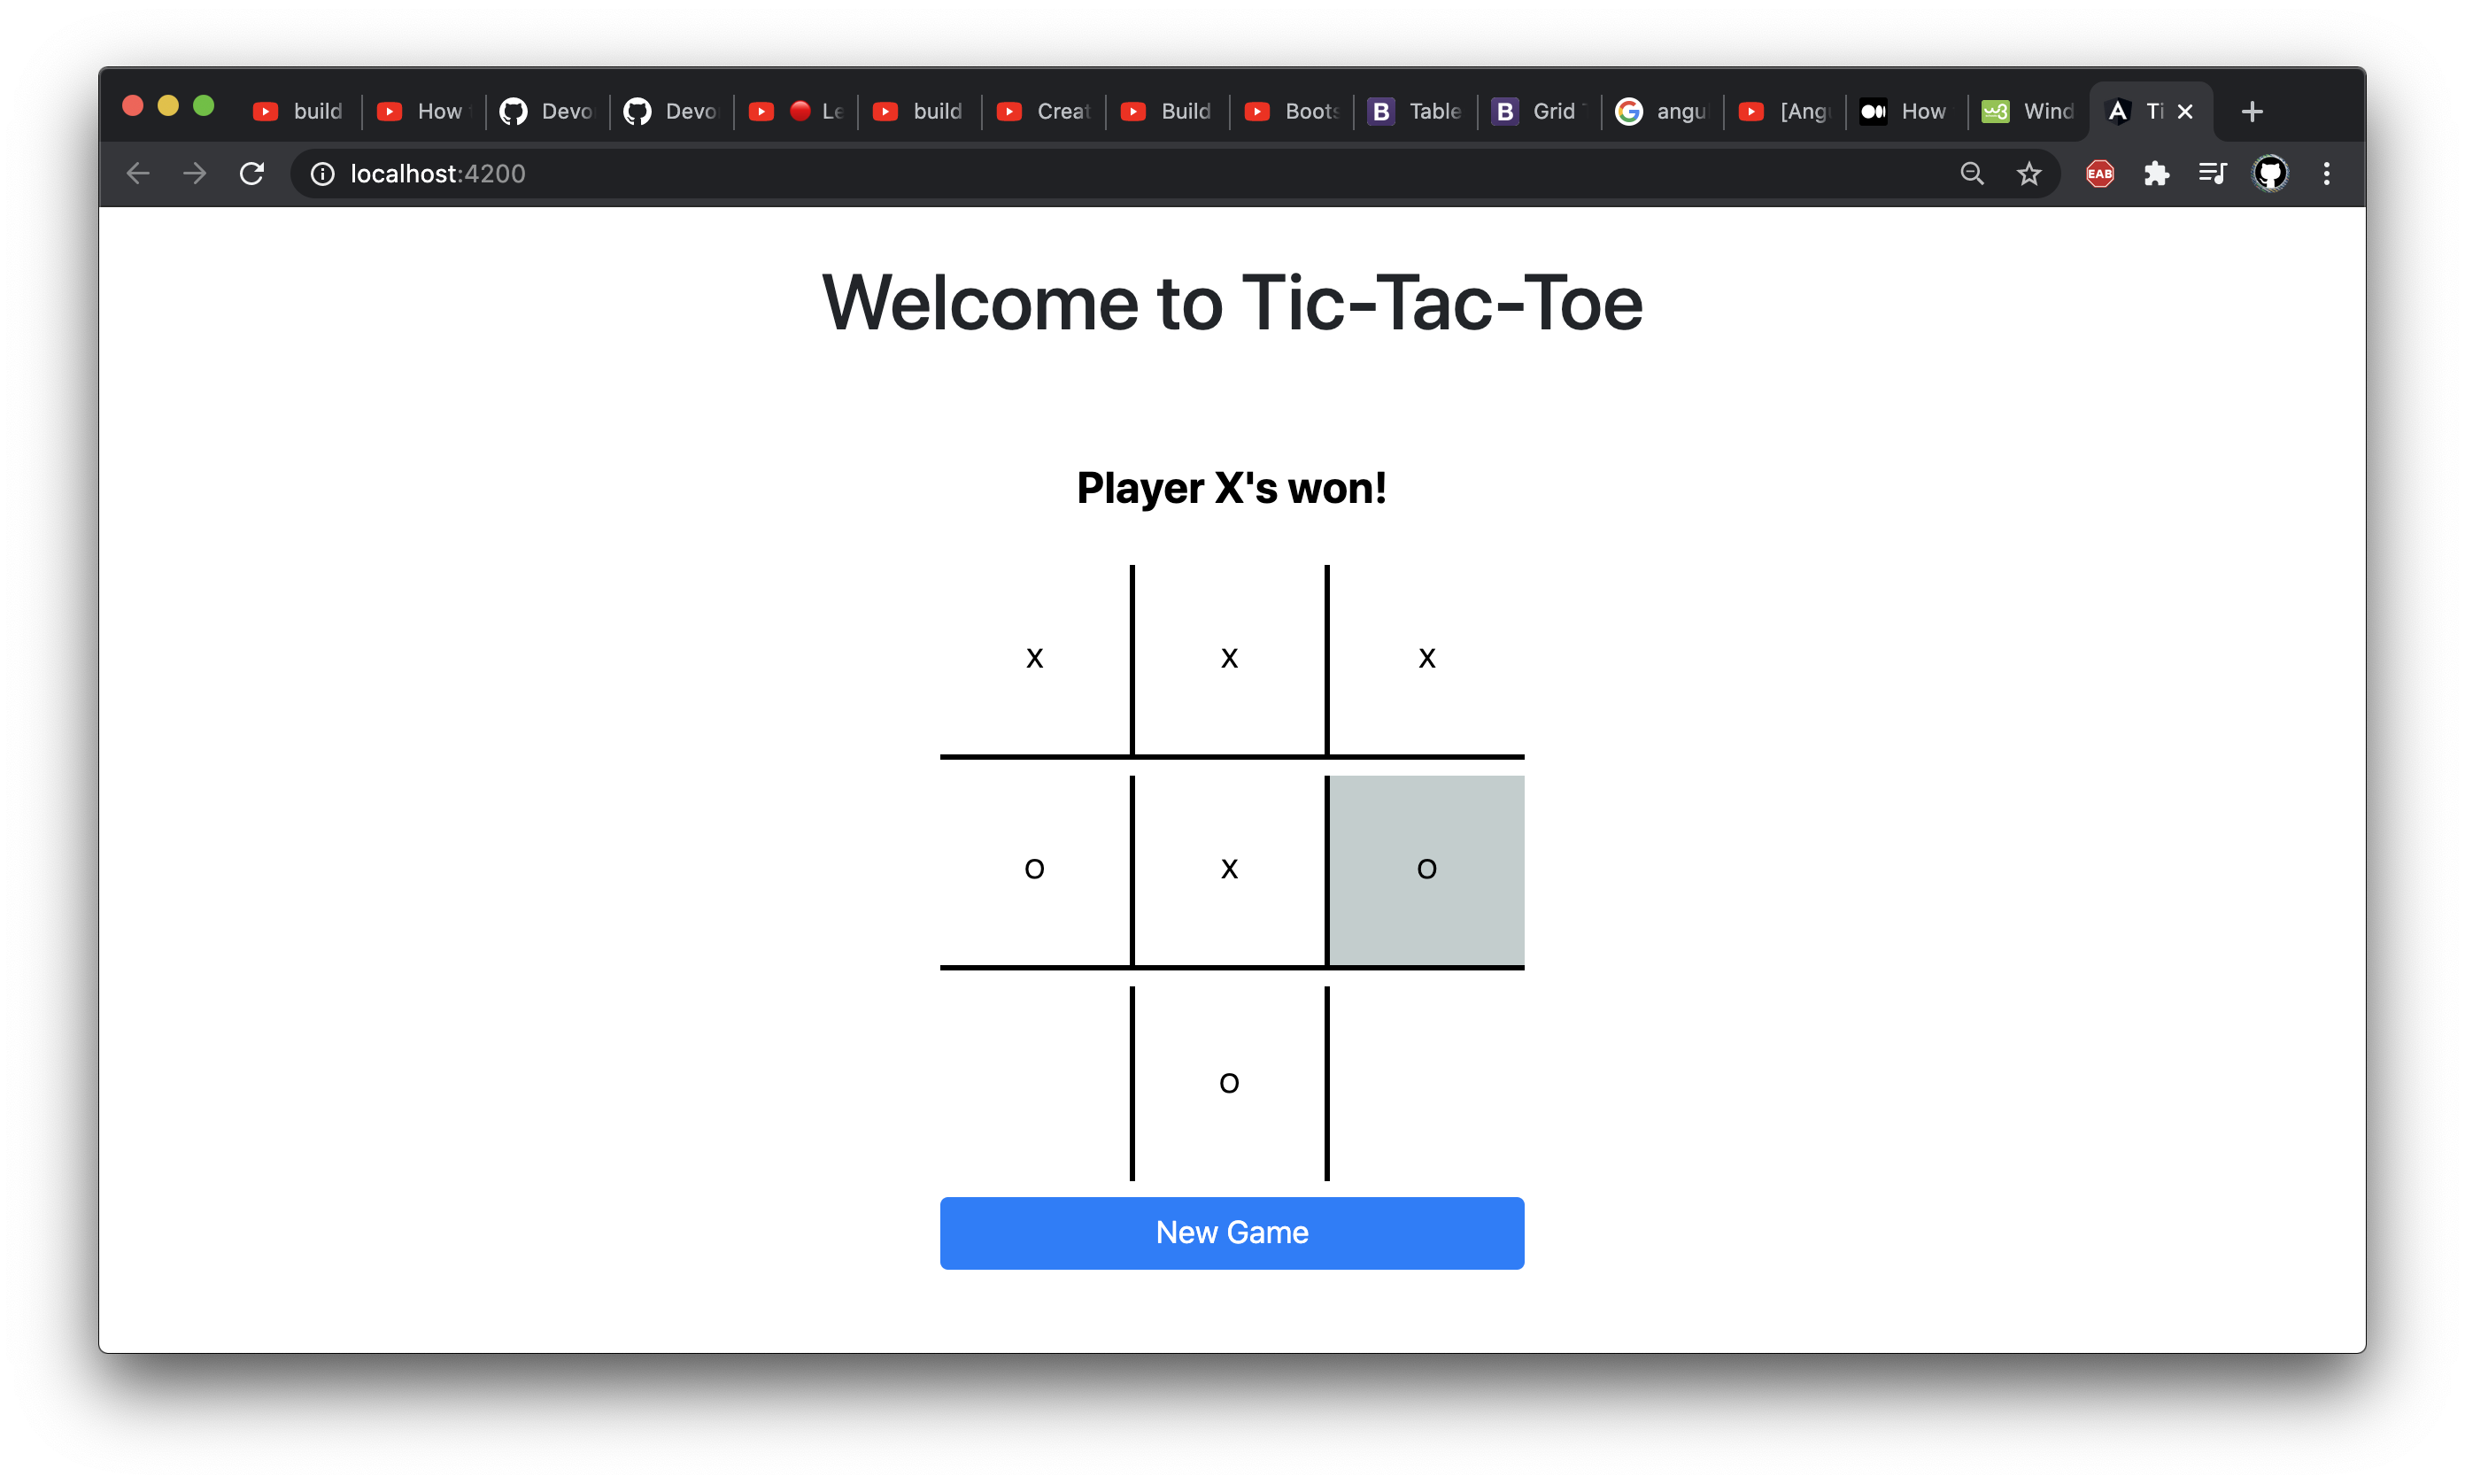 build How Devo Devo Le build Creat Build Boots Table Grid angu [Ang How Wind Ti
localhost:4200
EAB
Welcome to Tic-Tac-Toe
Player X's won!
x x x
o x o
o
New Game